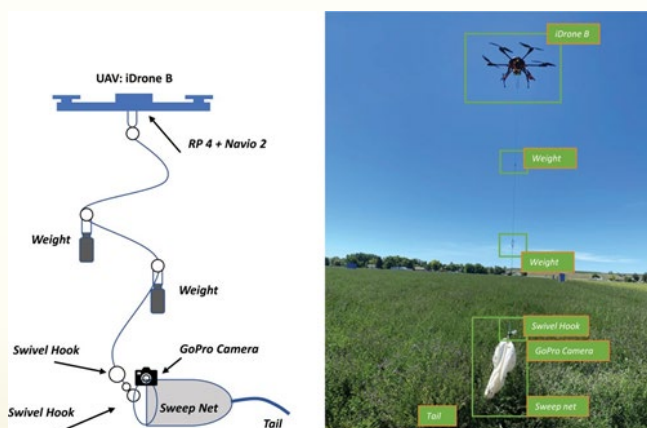 UAV: iDrone B
RP 4 + Navio 2
Weight
Weight
Swivel Hook
GoPro Camera
Swivel Hook
Sweep Net
Tail
iDrone B
Weight
Weight
Swivel Hook
GoPro Camera
Tail
Sweep net